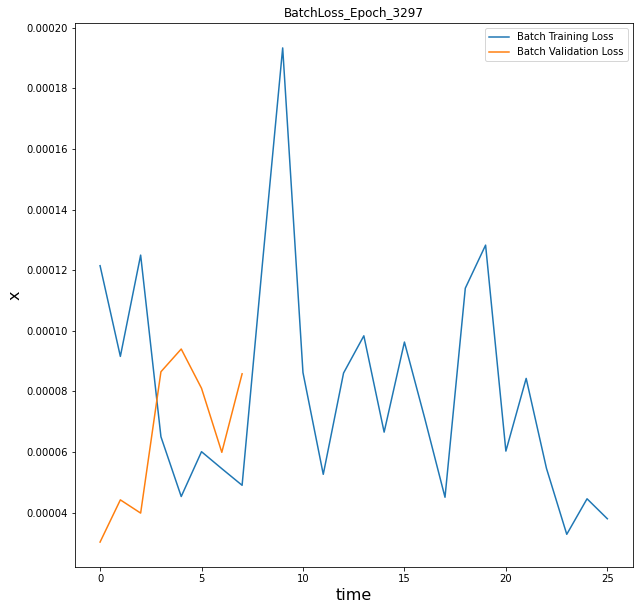 BatchLoss_Epoch_3297
Batch Training Loss
Batch Validation Loss
0.00020
0.00018
0.00016
0.00014
0.00012
0.00010
0.00008
0.00006
0.00004
x
0 5 10 15 20 25
time